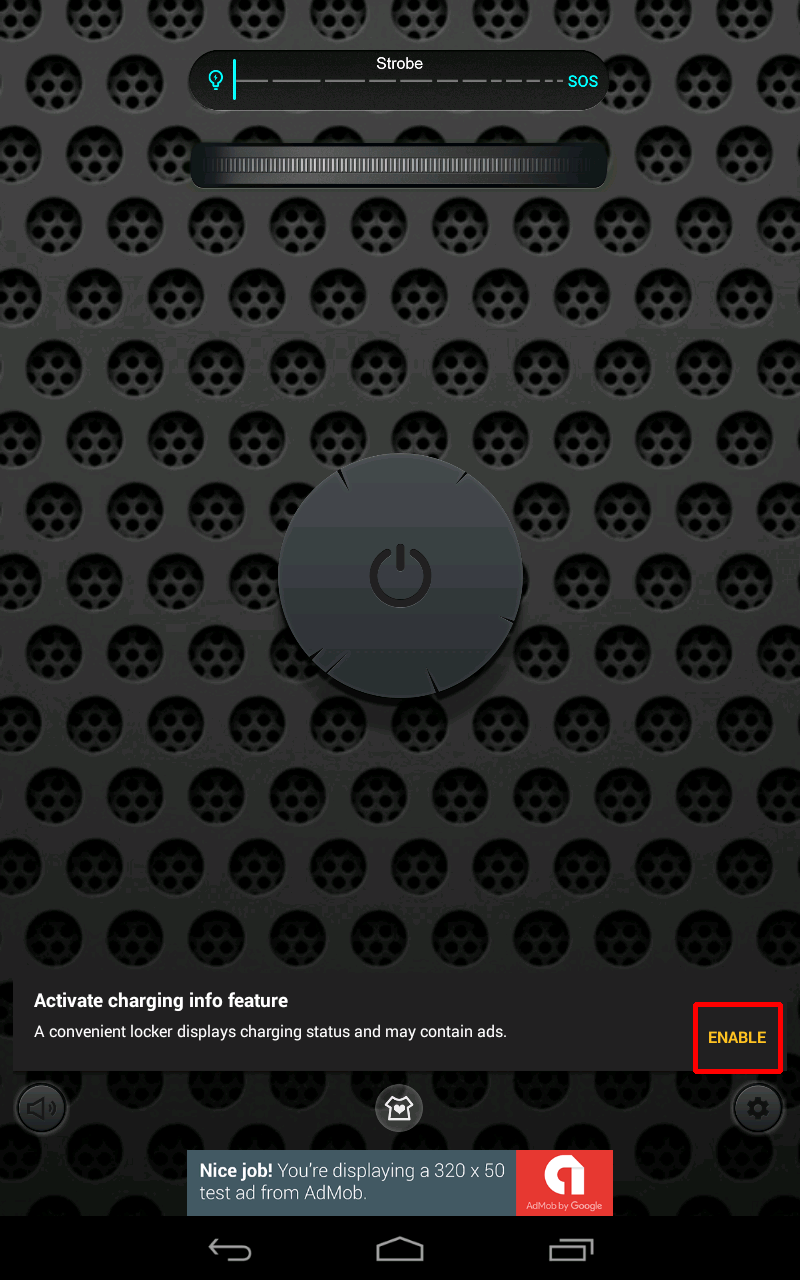 Strobe
SOS
Activate charging info feature
A convenient locker displays charging status and may contain ads.
ENABLE
Nice job! You're displaying a 320 x 50
test ad from AdMob.
AdMob by Google